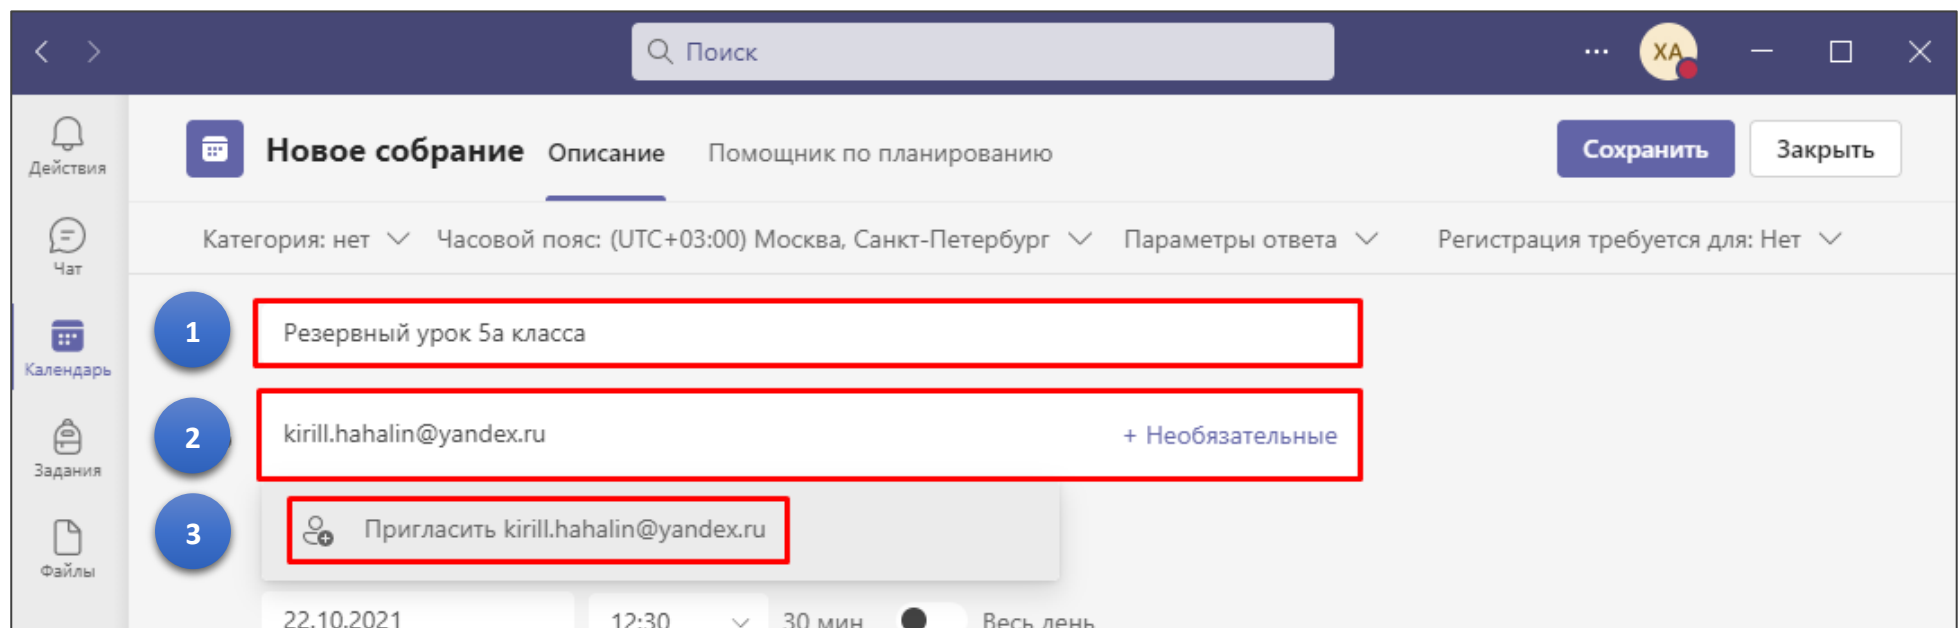 Поиск
ХА
Действия
Новое собрание Описание Помощник по планированию Сохранить Закрыть
Чат
Категория: нет Часовой пояс: (UTC+03:00) Москва, Санкт-Петербург Параметры ответа Регистрация требуется для: Нет
Календарь
1 Резервный урок 5а класса
Задания
2 kirill.hahalin@yandex.ru + Необязательные
Файлы
3 Пригласить kirill.hahalin@yandex.ru
22.10.2021 12:30 30 мин Весь день